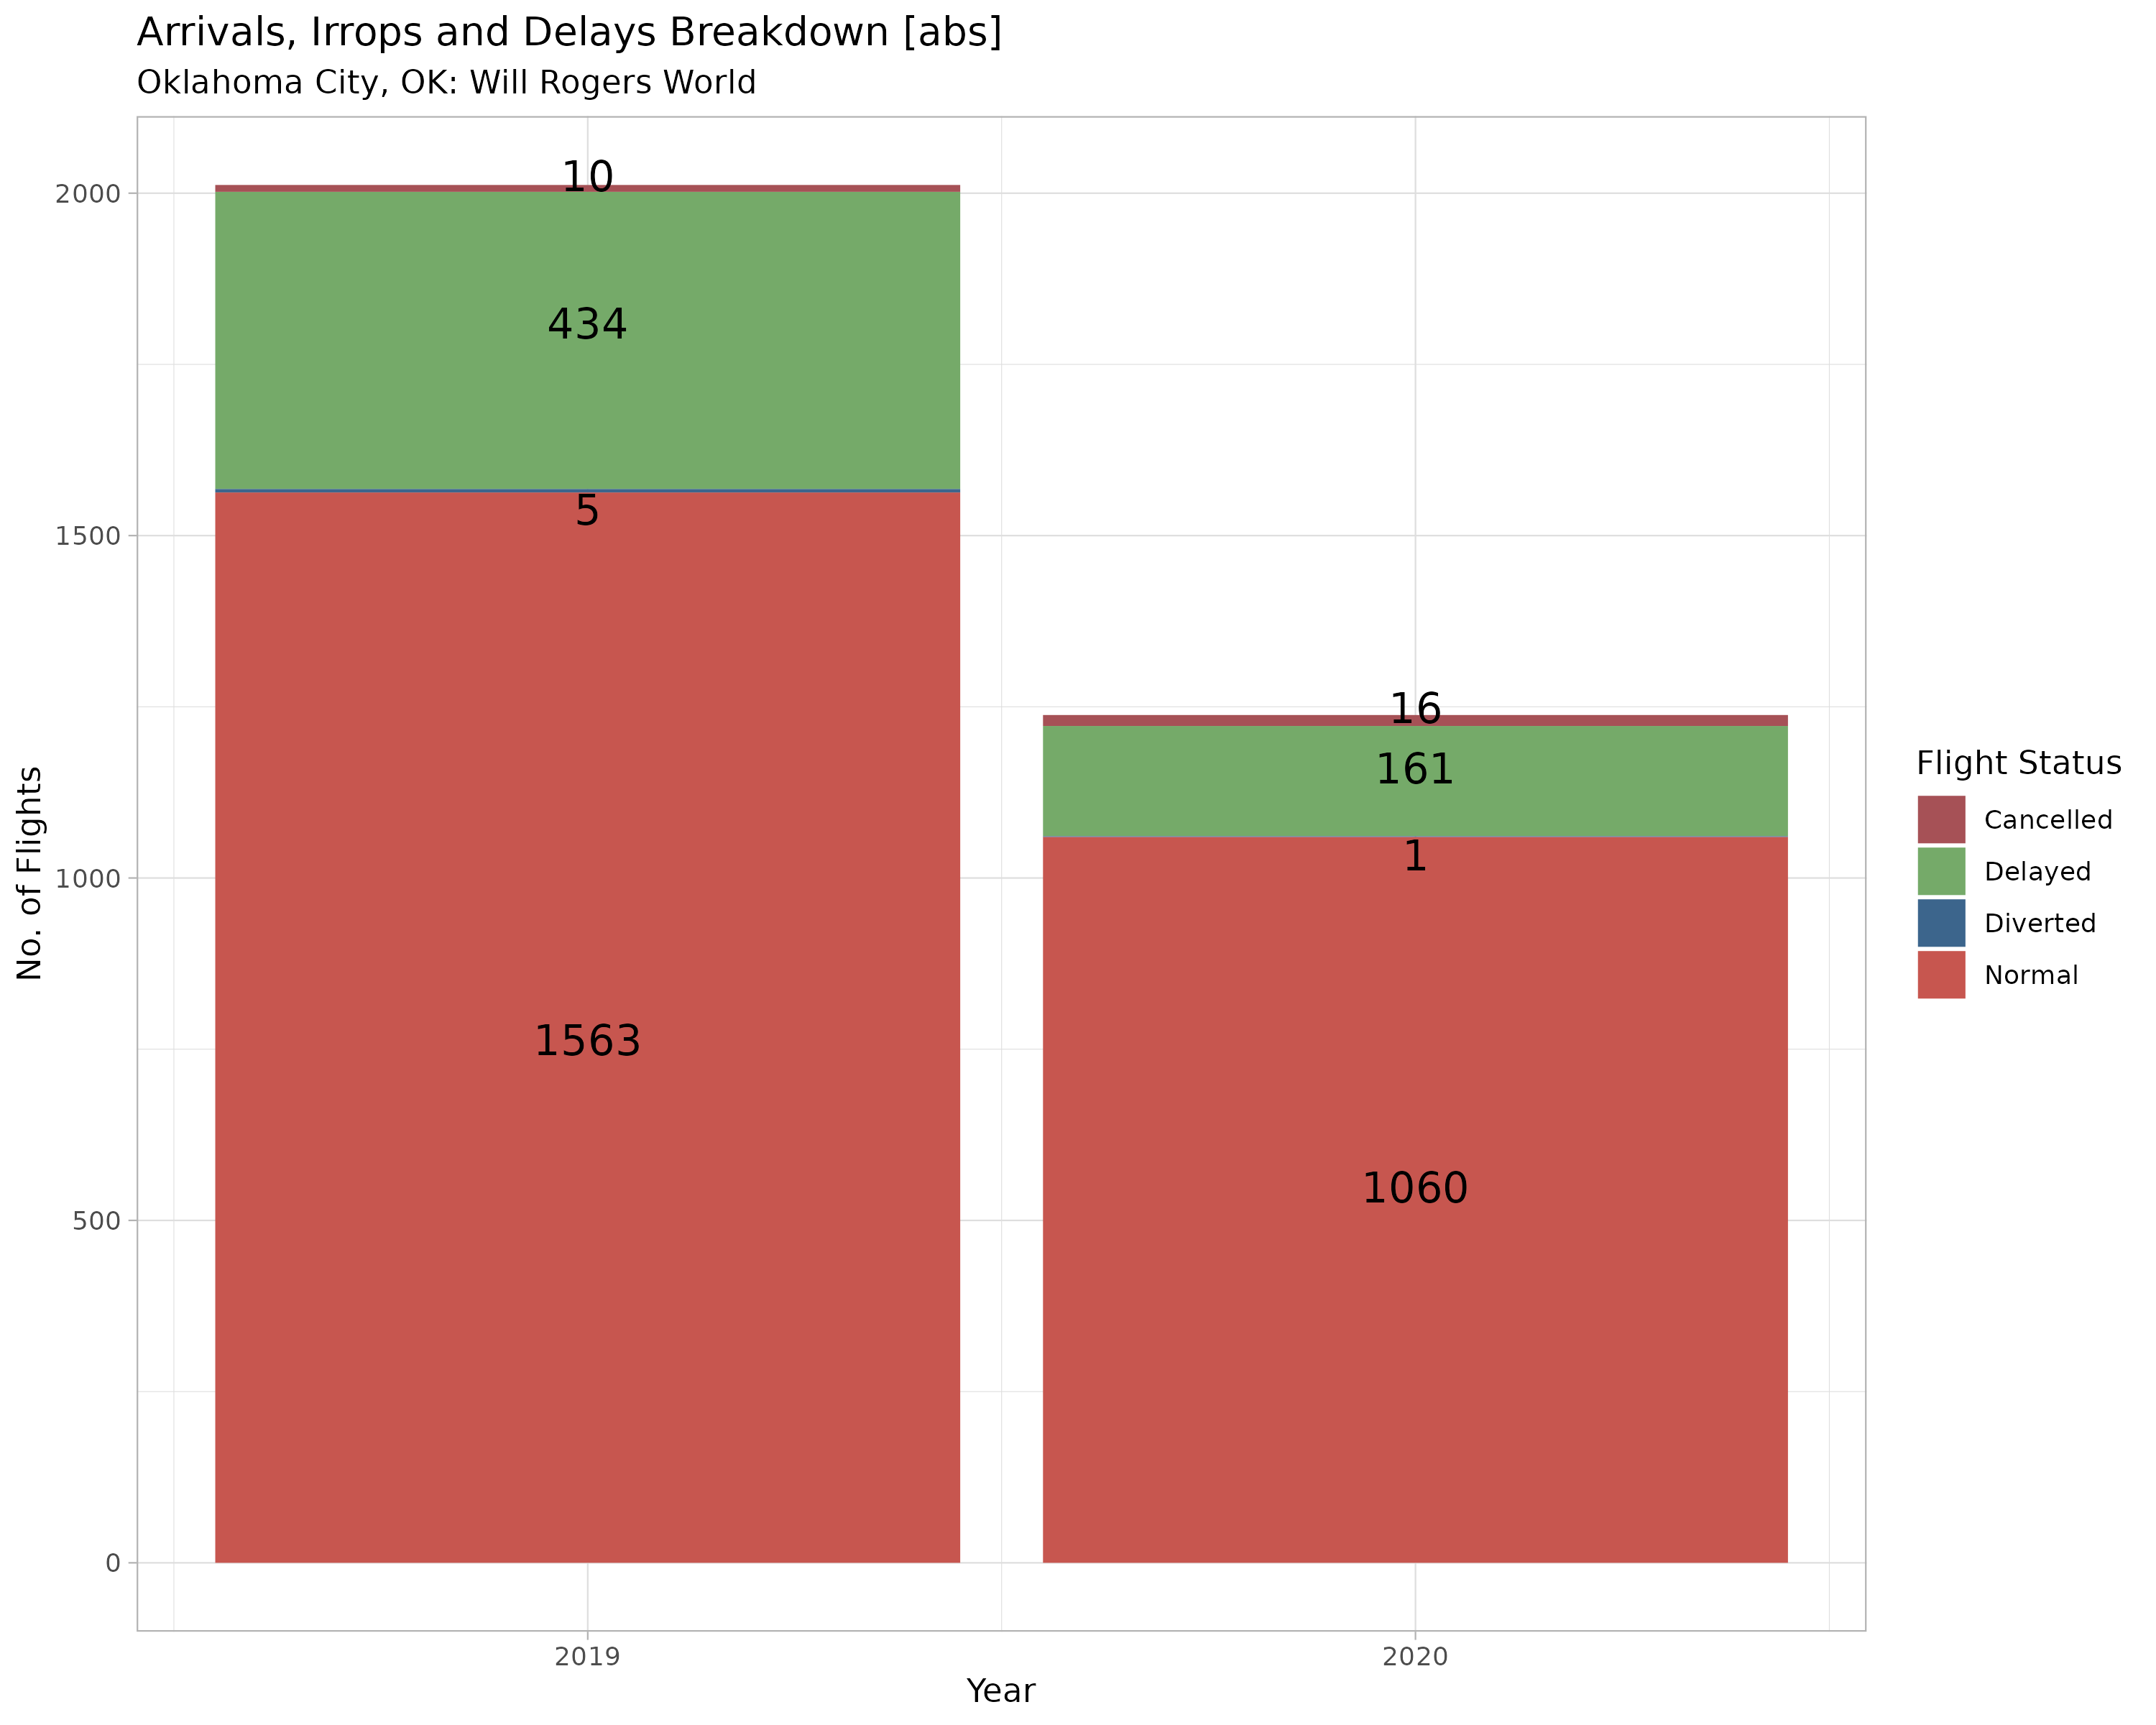 Arrivals, Irrops and Delays Breakdown [abs]
Oklahoma City, OK: Will Rogers World
No. of Flights
2000
1500
1000
500
0
10
434
5
1563
16
161
1
1060
2019
2020
Year
Flight Status
Cancelled
Delayed
Diverted
Normal